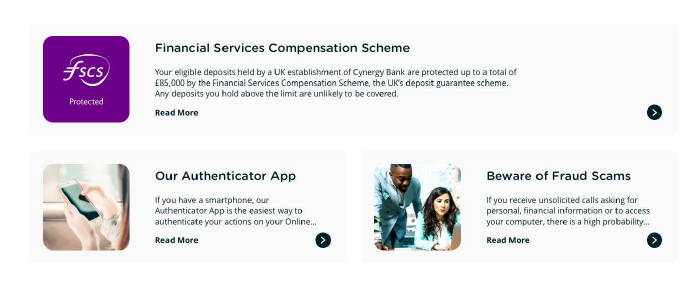 Financial Services Compensation Scheme
fscs
Protected
Your eligible deposits held by a UK establishment of Cynergy Bank are protected up to a total of
£85,000 by the Financial Services Compensation Scheme, the UK's deposit guarantee scheme.
Any deposits you hold above the limit are unlikely to be covered.
Read More
Our Authenticator App
If you have a smartphone, our
Authenticator App is the easiest way to
authenticate your actions on your Online...
Read More
Beware of Fraud Scams
If you receive unsolicited calls asking for
personal, financial information or to access
your computer, there is a high probability...
Read More